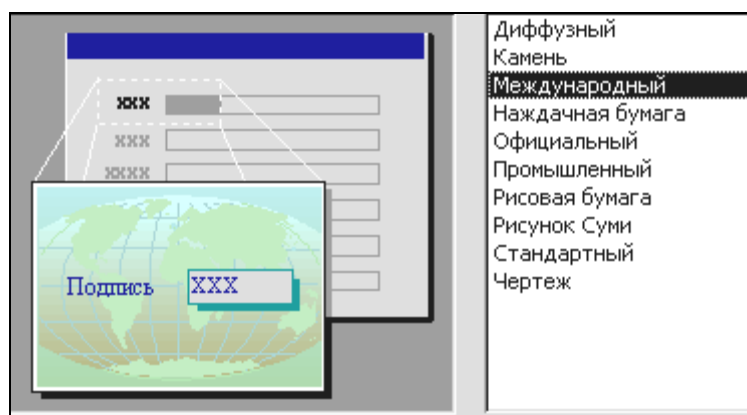 xxx
xxx
xxxx
Подпись XXX
Диффузный
Камень
Международный
Наждачная бумага
Официальный
Промышленный
Рисовая бумага
Рисунок Суми
Стандартный
Чертеж